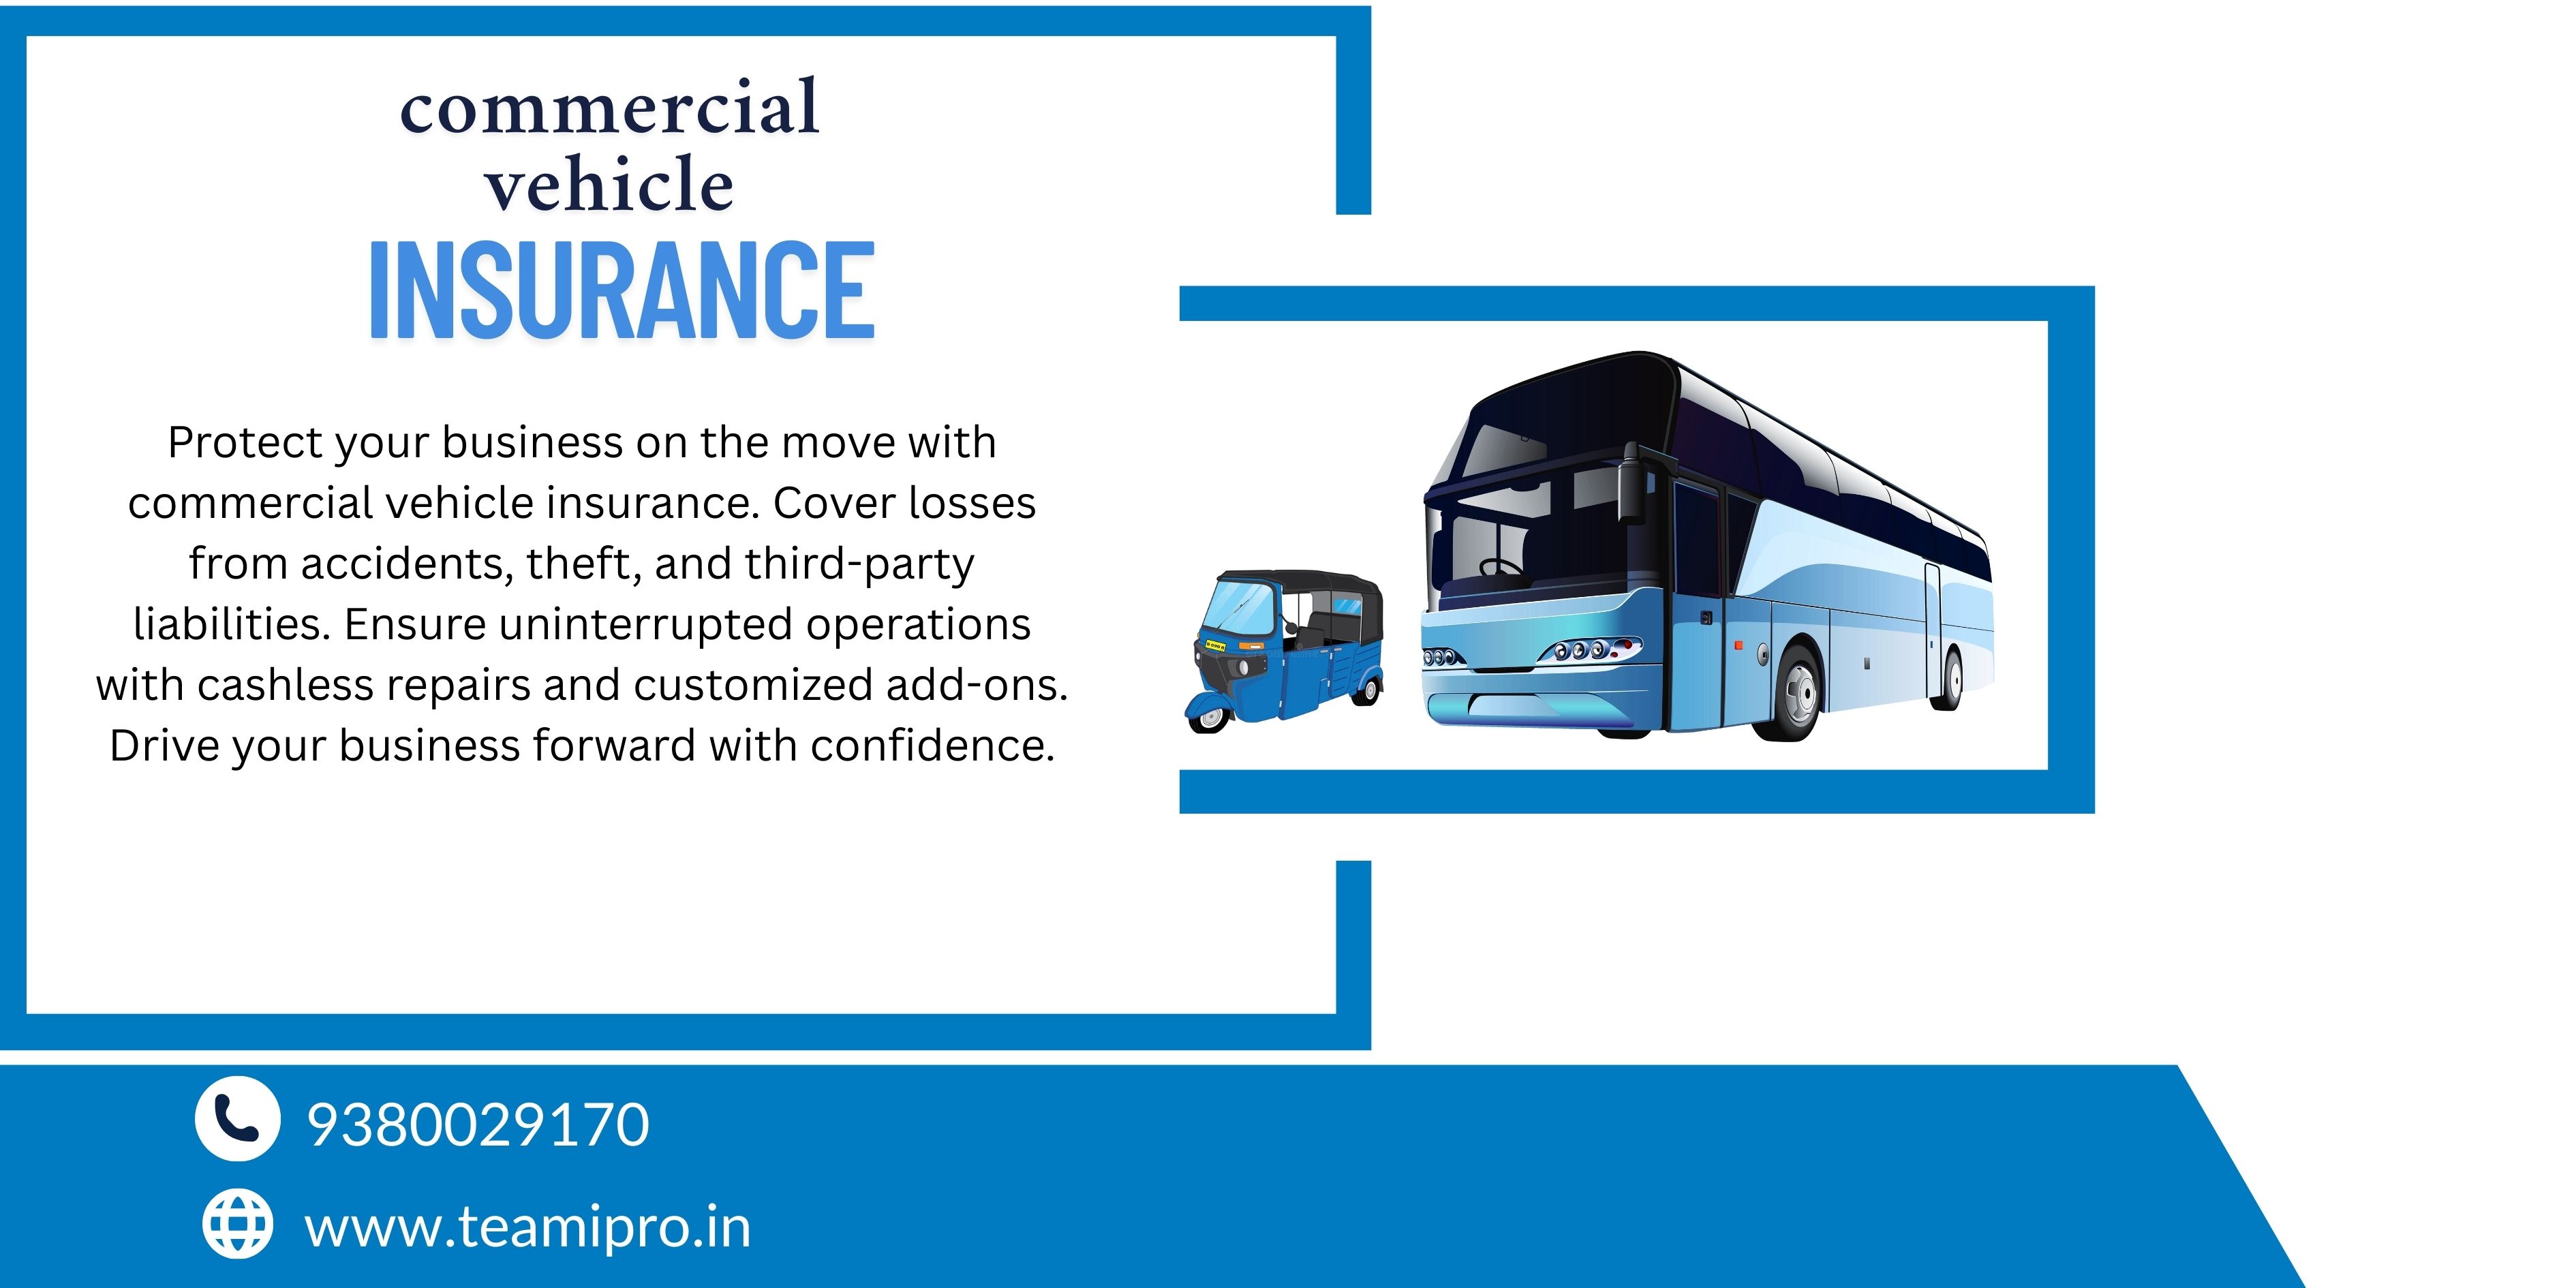 commercial
vehicle
INSURANCE
Protect your business on the move with
commercial vehicle insurance. Cover losses
from accidents, theft, and third-party
liabilities. Ensure uninterrupted operations
with cashless repairs and customized add-ons.
Drive your business forward with confidence.
9380029170
www.teamipro.in